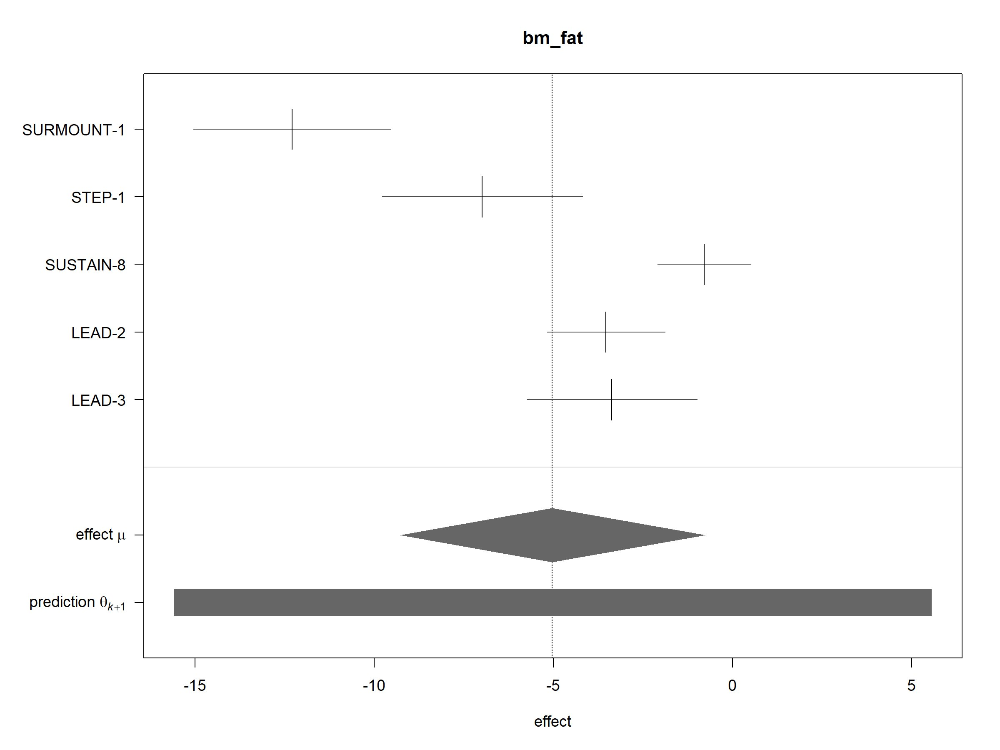 bm_fat
SURMOUNT-1
STEP-1
SUSTAIN-8
LEAD-2
LEAD-3
effect μ
prediction θk+1
-15 -10 -5 0 5
effect